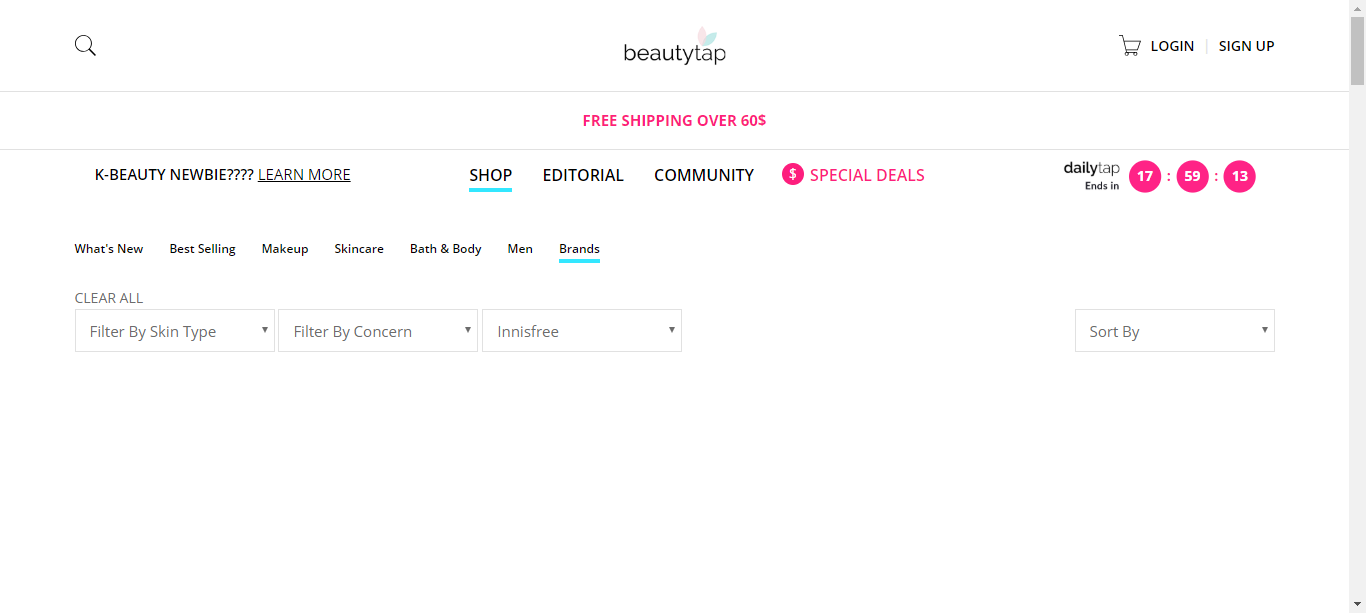 beautytap
LOGIN SIGN UP
FREE SHIPPING OVER 60$
K-BEAUTY NEWBIE???? LEARN MORE
SHOP EDITORIAL COMMUNITY $ SPECIAL DEALS
dailytap
Ends in
17 : 59 : 13
What's New Best Selling Makeup Skincare Bath & Body Men Brands
CLEAR ALL
Filter By Skin Type Filter By Concern Innisfree Sort By